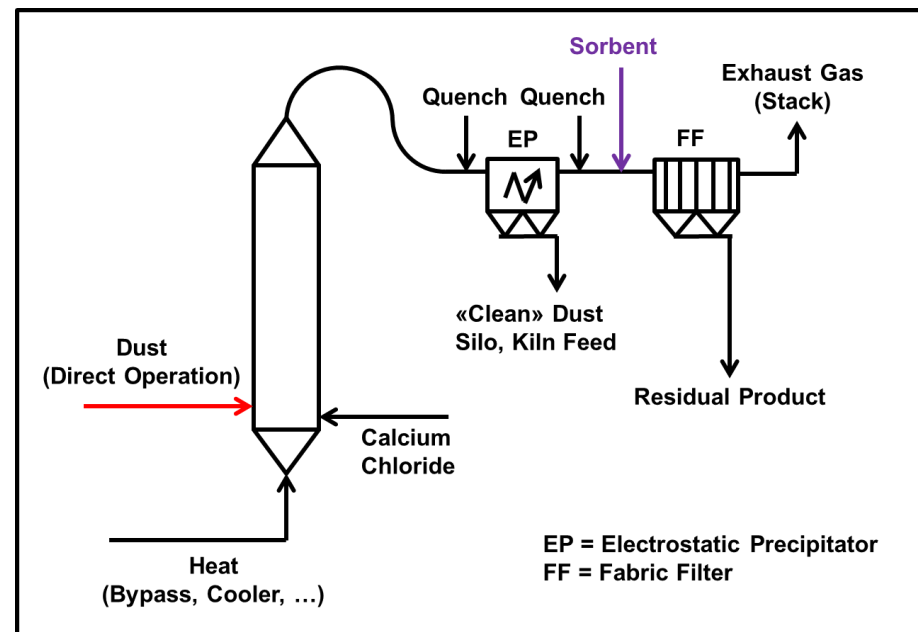 Sorbent
Exhaust Gas
(Stack)
Quench Quench
EP
FF
«Clean» Dust
Silo, Kiln Feed
Dust
(Direct Operation)
Residual Product
Calcium
Chloride
Heat
(Bypass, Cooler, …)
EP = Electrostatic Precipitator
FF = Fabric Filter